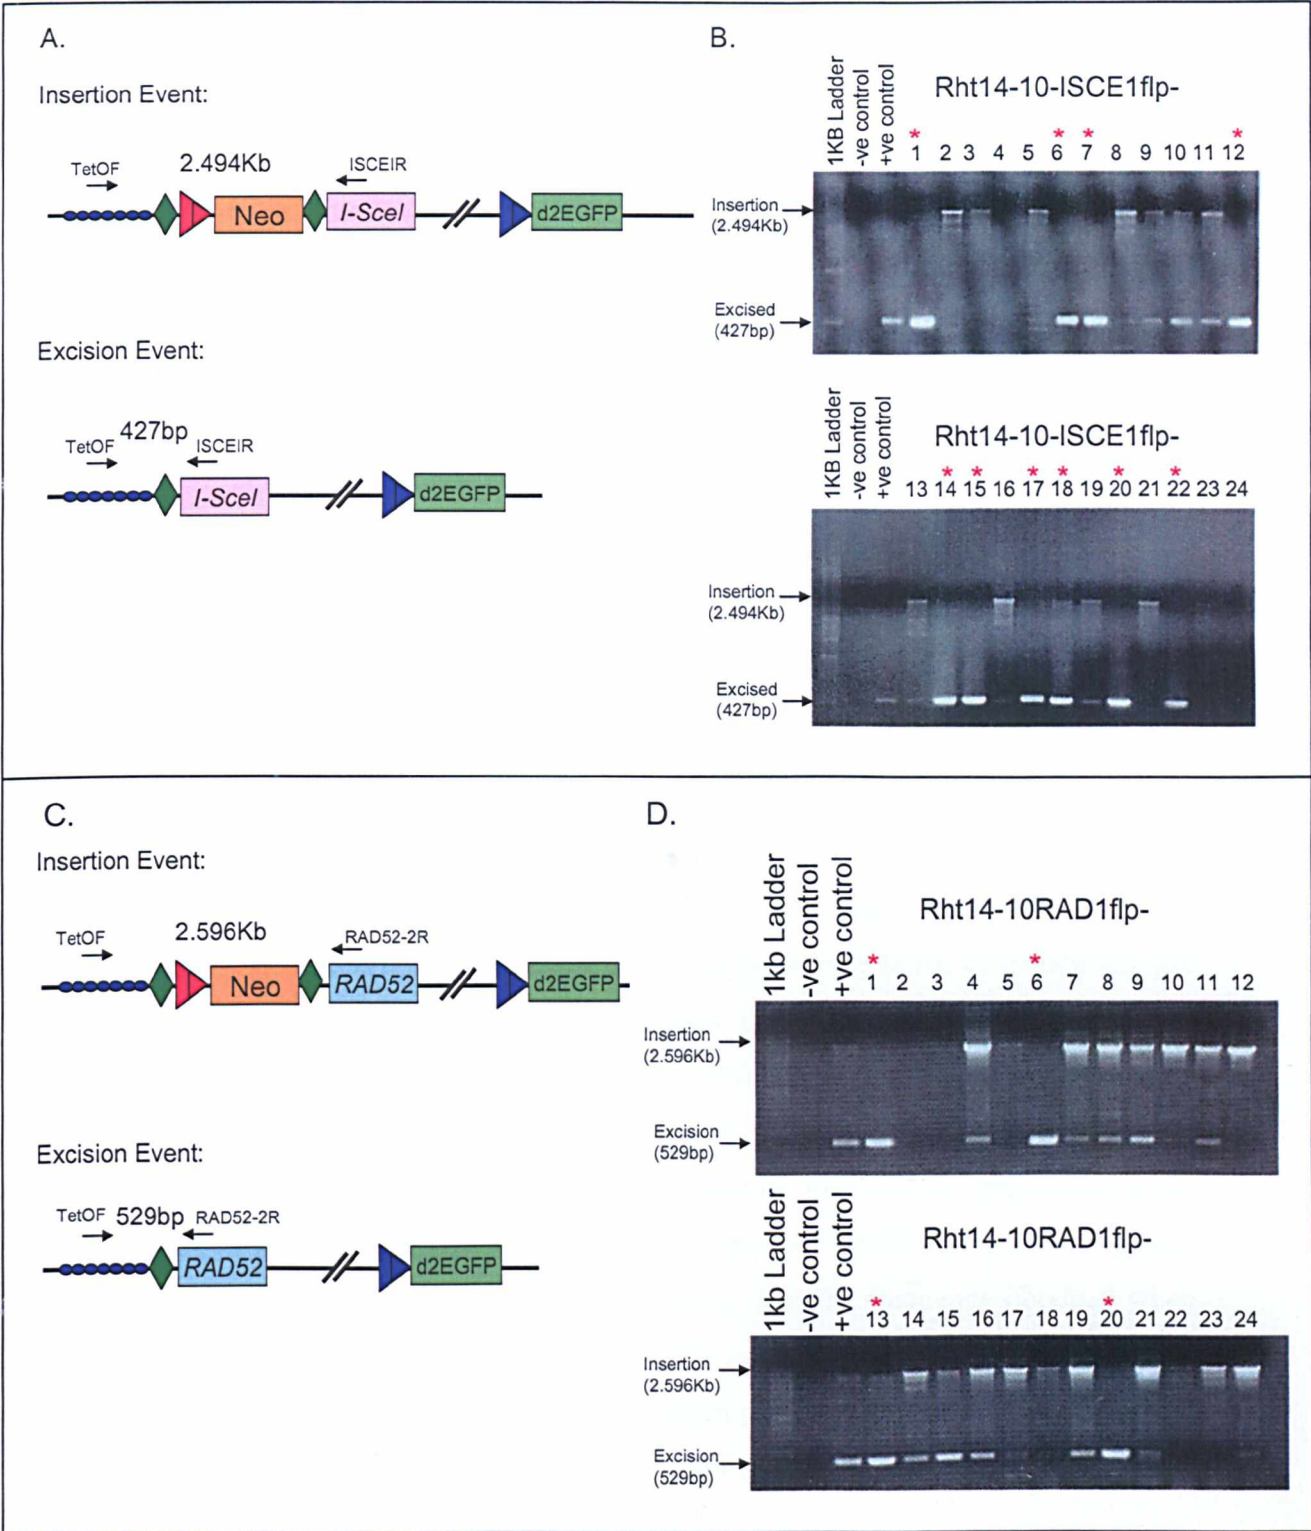 A.
Insertion Event:
TetOF
2.494Kb
ISCEIR
Neo
I-SceI
d2EGFP
Excision Event:
TetOF
427bp
ISCEIR
I-SceI
d2EGFP
B.
1KB Ladder
-ve control
+ve control
Rht14-10-ISCE1flp-
* * * *
1 2 3 4 5 6 7 8 9 10 11 12
Insertion
(2.494Kb)
Excised
(427bp)
1KB Ladder
-ve control
+ve control
Rht14-10-ISCE1flp-
* * * * * *
13 14 15 16 17 18 19 20 21 22 23 24
Insertion
(2.494Kb)
Excised
(427bp)
C.
Insertion Event:
TetOF
2.596Kb
RAD52-2R
Neo
RAD52
d2EGFP
Excision Event:
TetOF
529bp
RAD52-2R
RAD52
d2EGFP
D.
1kb Ladder
-ve control
+ve control
Rht14-10RAD1flp-
* *
1 2 3 4 5 6 7 8 9 10 11 12
Insertion
(2.596Kb)
Excision
(529bp)
1kb Ladder
-ve control
+ve control
Rht14-10RAD1flp-
* *
13 14 15 16 17 18 19 20 21 22 23 24
Insertion
(2.596Kb)
Excision
(529bp)